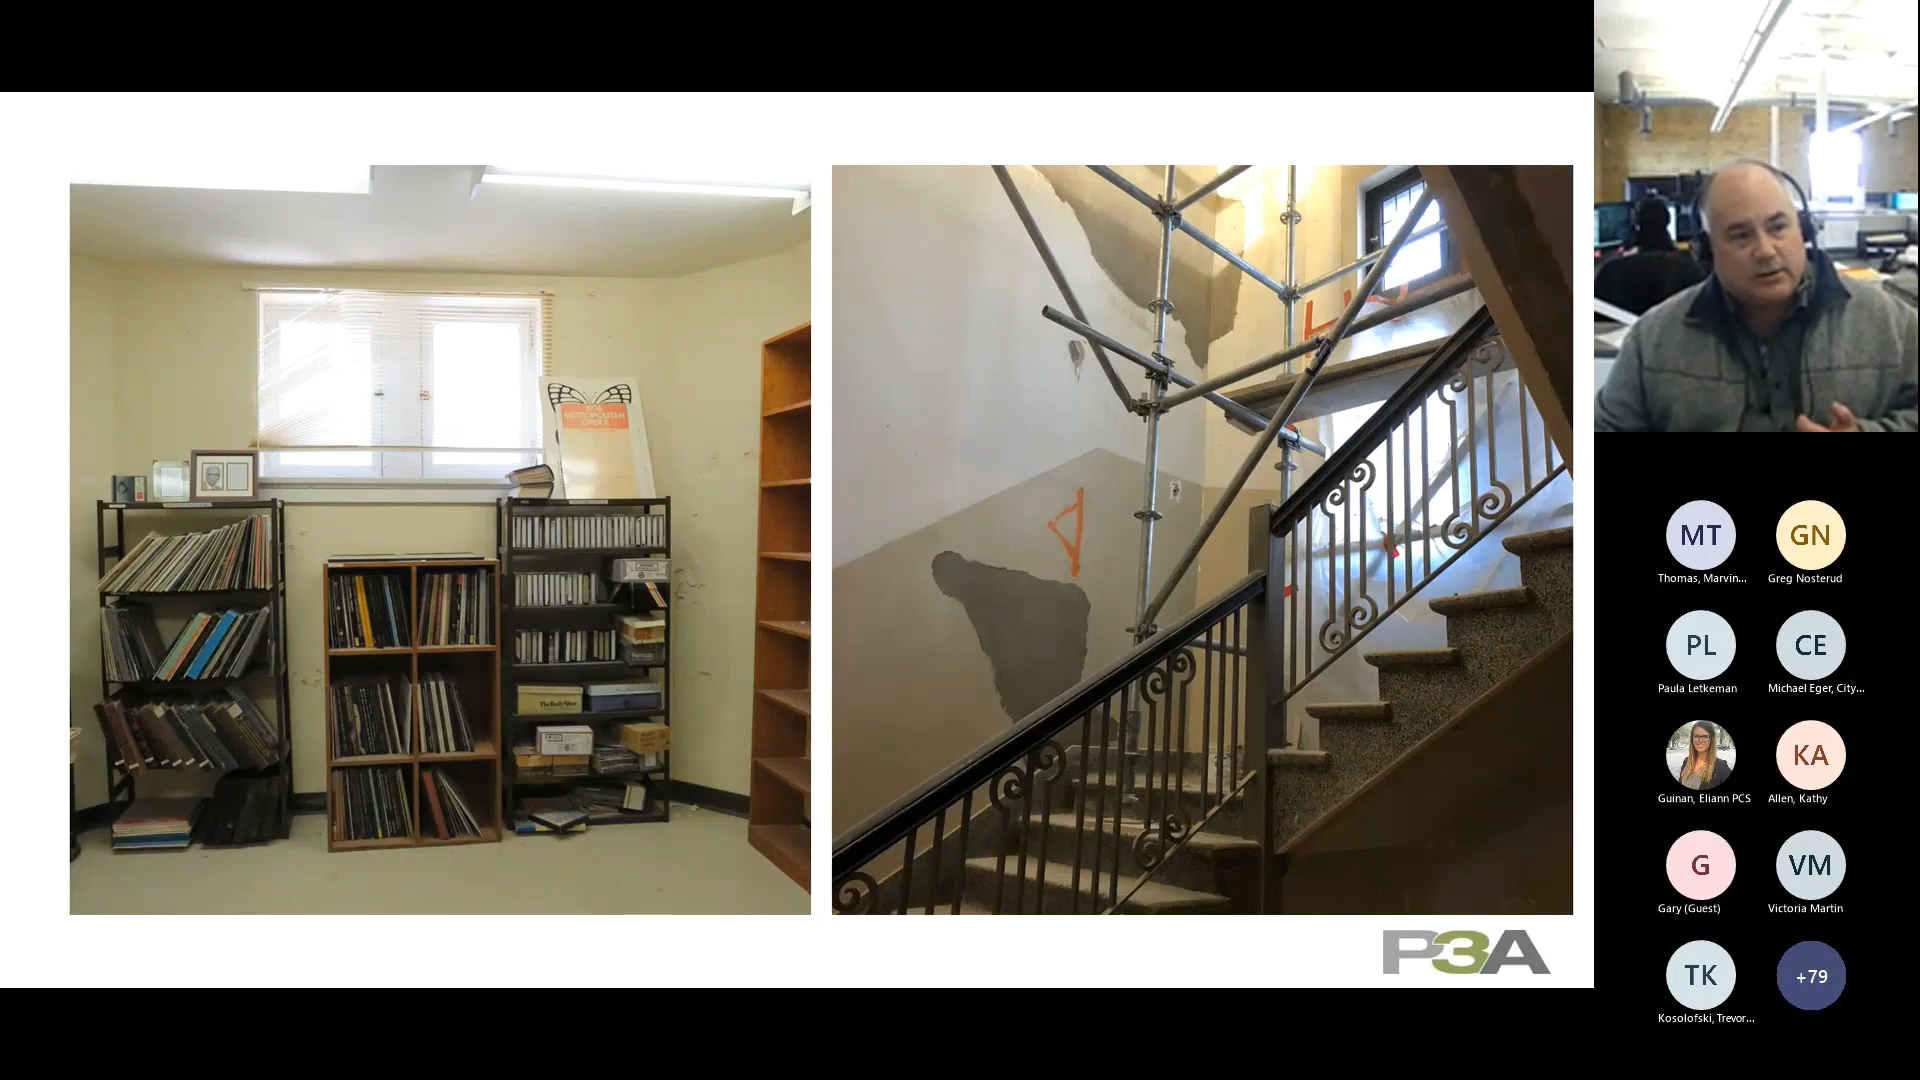 1976
METROPOLITAN
OPERA
The Body Shop
P3A
MT
GN
Thomas, Marvin...
Greg Nosterud
PL
CE
Paula Letkeman
Michael Eger, City...
KA
Guinan, Eliann PCS
Allen, Kathy
G
VM
Gary (Guest)
Victoria Martin
TK
+79
Kosolofski, Trevor...